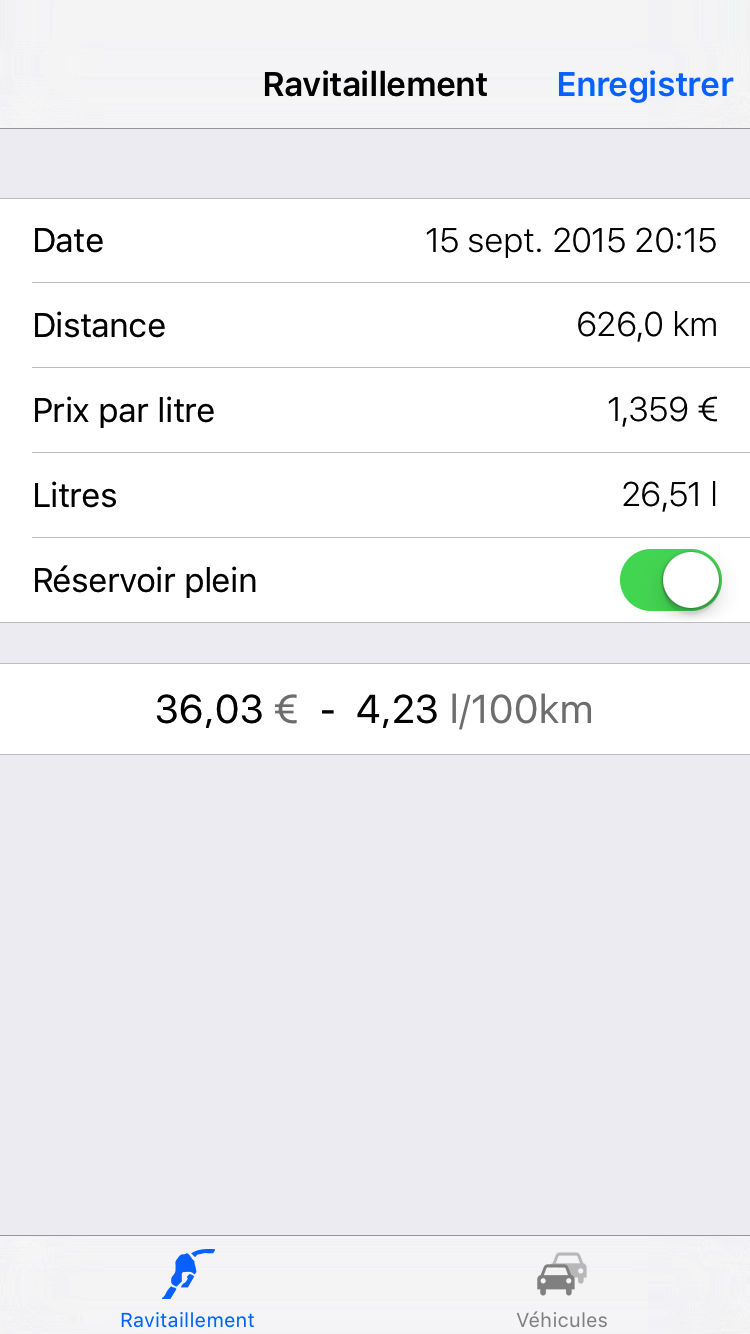 Ravitaillement Enregistrer
Date 15 sept. 2015 20:15
Distance 626,0 km
Prix par litre 1,359 €
Litres 26,51 l
Réservoir plein
36,03 € - 4,23 l/100km
Ravitaillement Véhicules